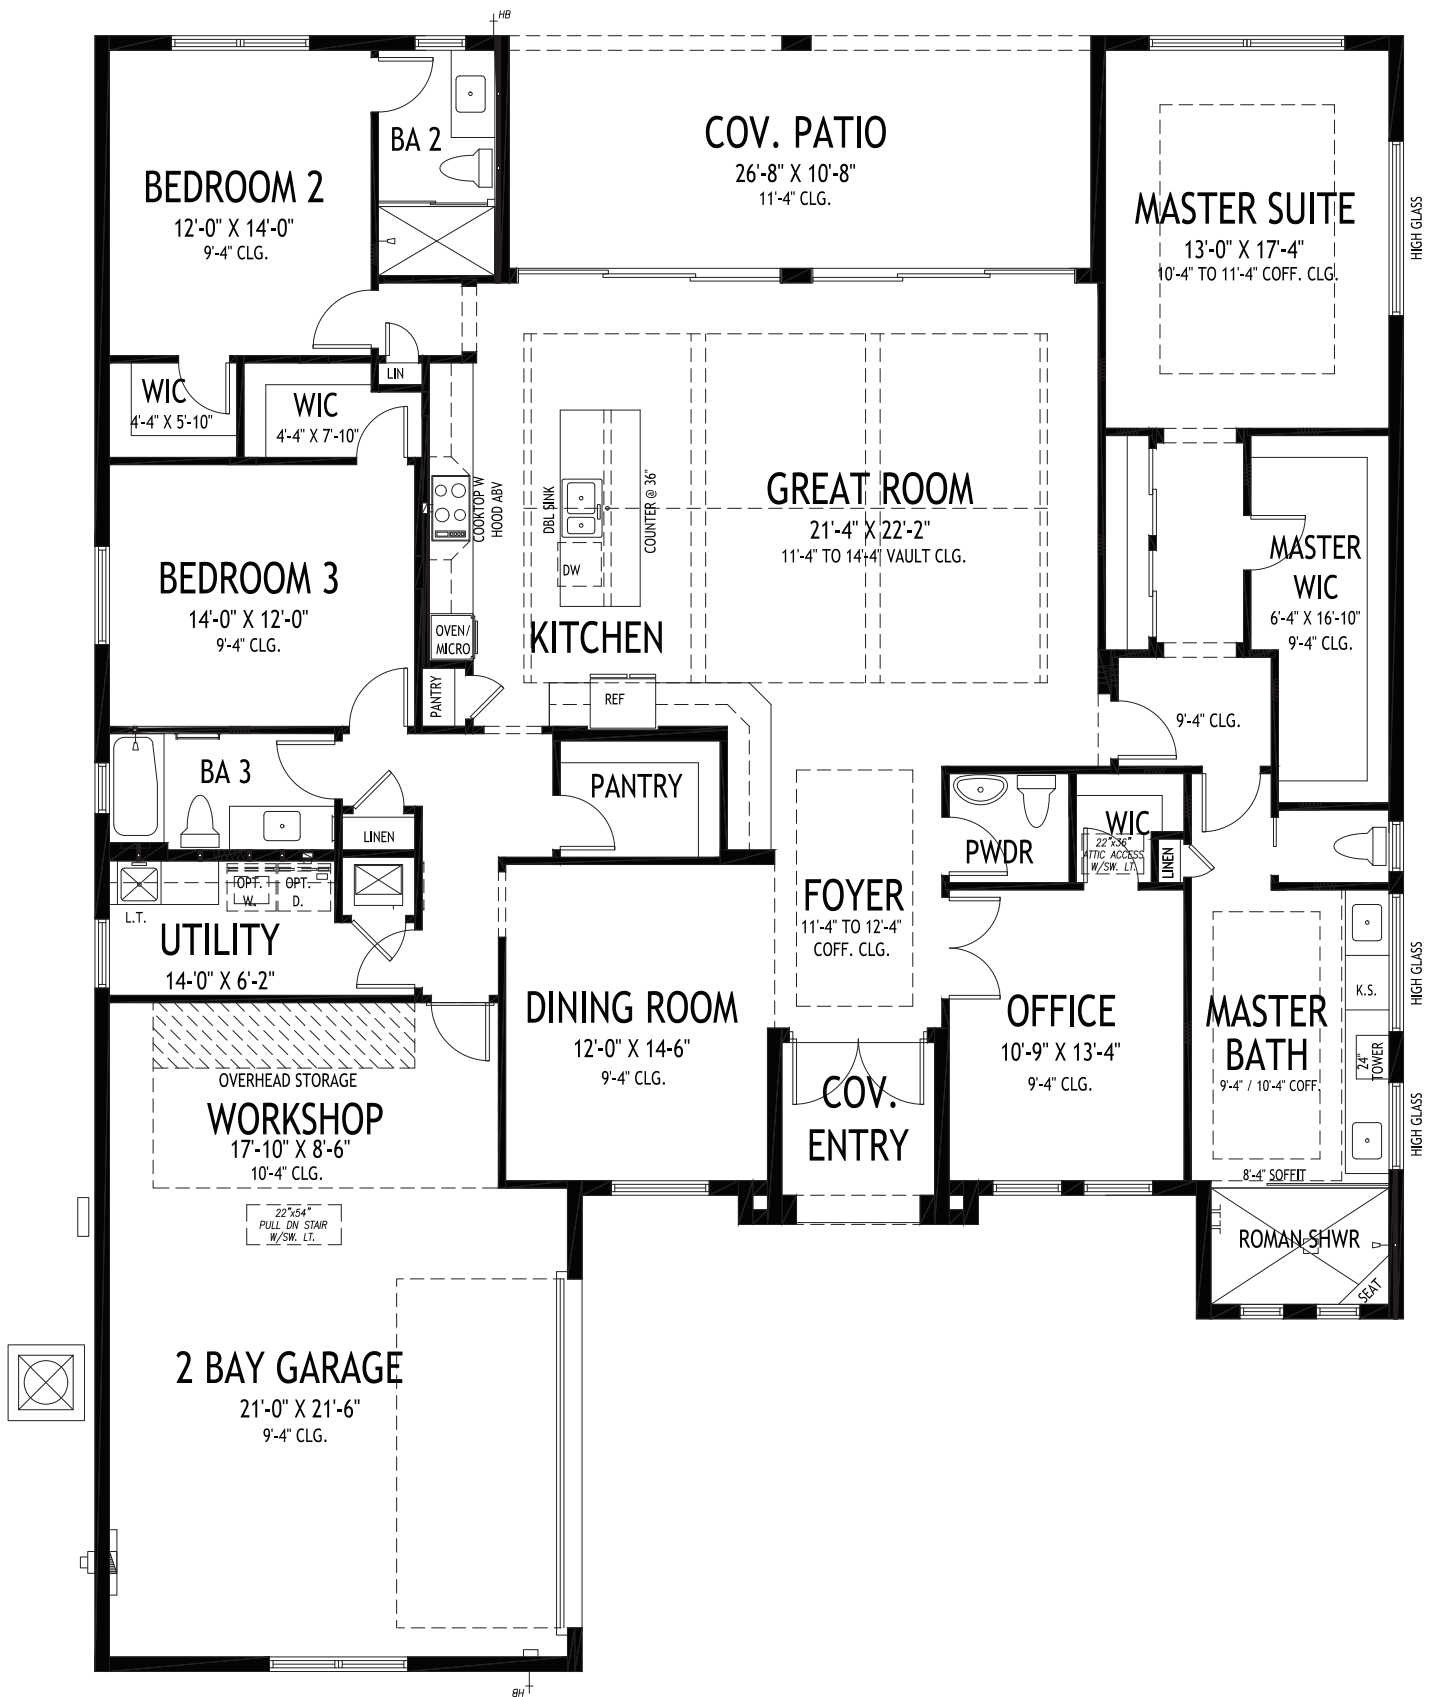 HB
COV. PATIO
26'-8" X 10'-8"
11'-4" CLG.
BA 2
BEDROOM 2
12'-0" X 14'-0"
9'-4" CLG.
MASTER SUITE
13'-0" X 17'-4"
10'-4" TO 11'-4" COFF. CLG.
HIGH GLASS
LIN
WIC
4'-4" X 5'-10"
WIC
4'-4" X 7'-10"
COOKTOP W
HOOD ABV
DBL SINK
COUNTER @ 36"
DW
GREAT ROOM
21'-4" X 22'-2"
11'-4" TO 14'-4" VAULT CLG.
MASTER
WIC
6'-4" X 16'-10"
9'-4" CLG.
BEDROOM 3
14'-0" X 12'-0"
9'-4" CLG.
OVEN/
MICRO
KITCHEN
PANTRY
REF
9'-4" CLG.
BA 3
LINEN
PANTRY
PWDR
WIC
22"x36"
ATTIC ACCESS
W/SW. LT.
LINEN
OPT.
W.
OPT.
D.
L.T.
UTILITY
14-'0" X 6'-2"
FOYER
11'-4" TO 12'-4"
COFF. CLG.
HIGH GLASS
K.S.
DINING ROOM
12'-0" X 14-6"
9'-4" CLG.
OFFICE
10'-9" X 13'-4"
9'-4" CLG.
MASTER
BATH
9'-4" / 10'-4" COFF.
24"
TOWER
HIGH GLASS
OVERHEAD STORAGE
WORKSHOP
17'-10" X 8'-6"
10'-4" CLG.
COV.
ENTRY
8'-4" SOFFIT
22"x54"
PULL DN STAIR
W/SW. LT.
ROMAN SHWR
SEAT
2 BAY GARAGE
21'-0" X 21'-6"
9'-4" CLG.
HB